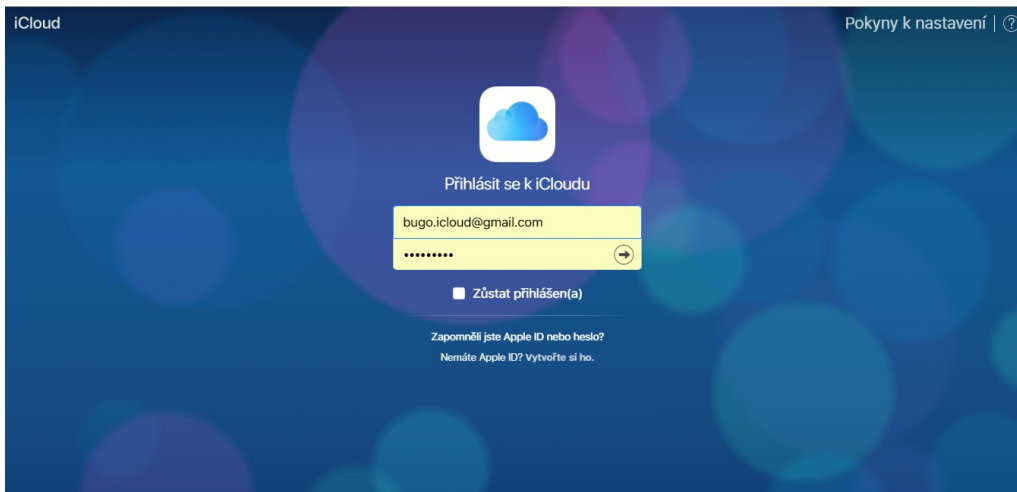 iCloud
Pokyny k nastavení | ?
Přihlásit se k iCloudu
bugo.icloud@gmail.com
•••••••••
Zůstat přihlášen(a)
Zapomněli jste Apple ID nebo heslo?
Nemáte Apple ID? Vytvořte si ho.